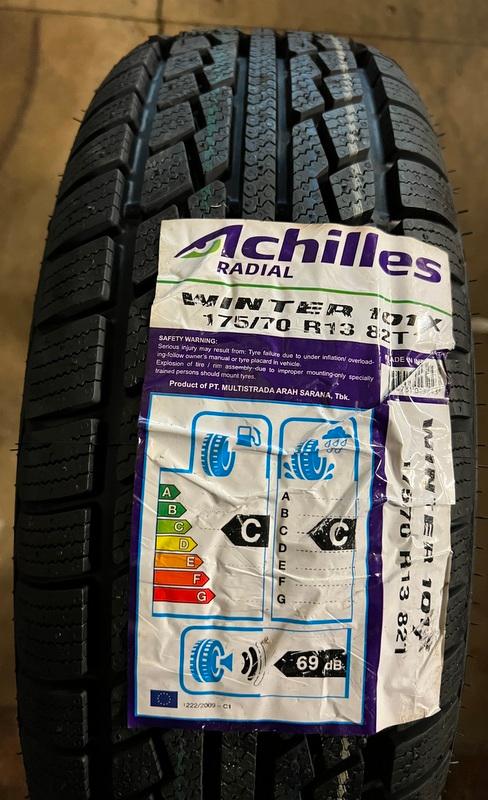 Achilles
RADIAL
WINTER 101 X
175/70 R13 82T
SAFETY WARNING:
Serious injury may result from: Tyre failure due to under inflation/ overload-
ing-follow owner's manual or tyre placard in vehicle.
Explosion of tire / rim assembly-due to improper mounting-only specially
trained persons should mount tyres.
Product of PT. MULTISTRADA ARAH SARANA, Tbk.
MADE IN
A
B
C
D
E
F
G
C
A
B
C
D
E
F
G
C
69 dB
1222/2009 - C1
WINTER 101
175/70 R13 82T